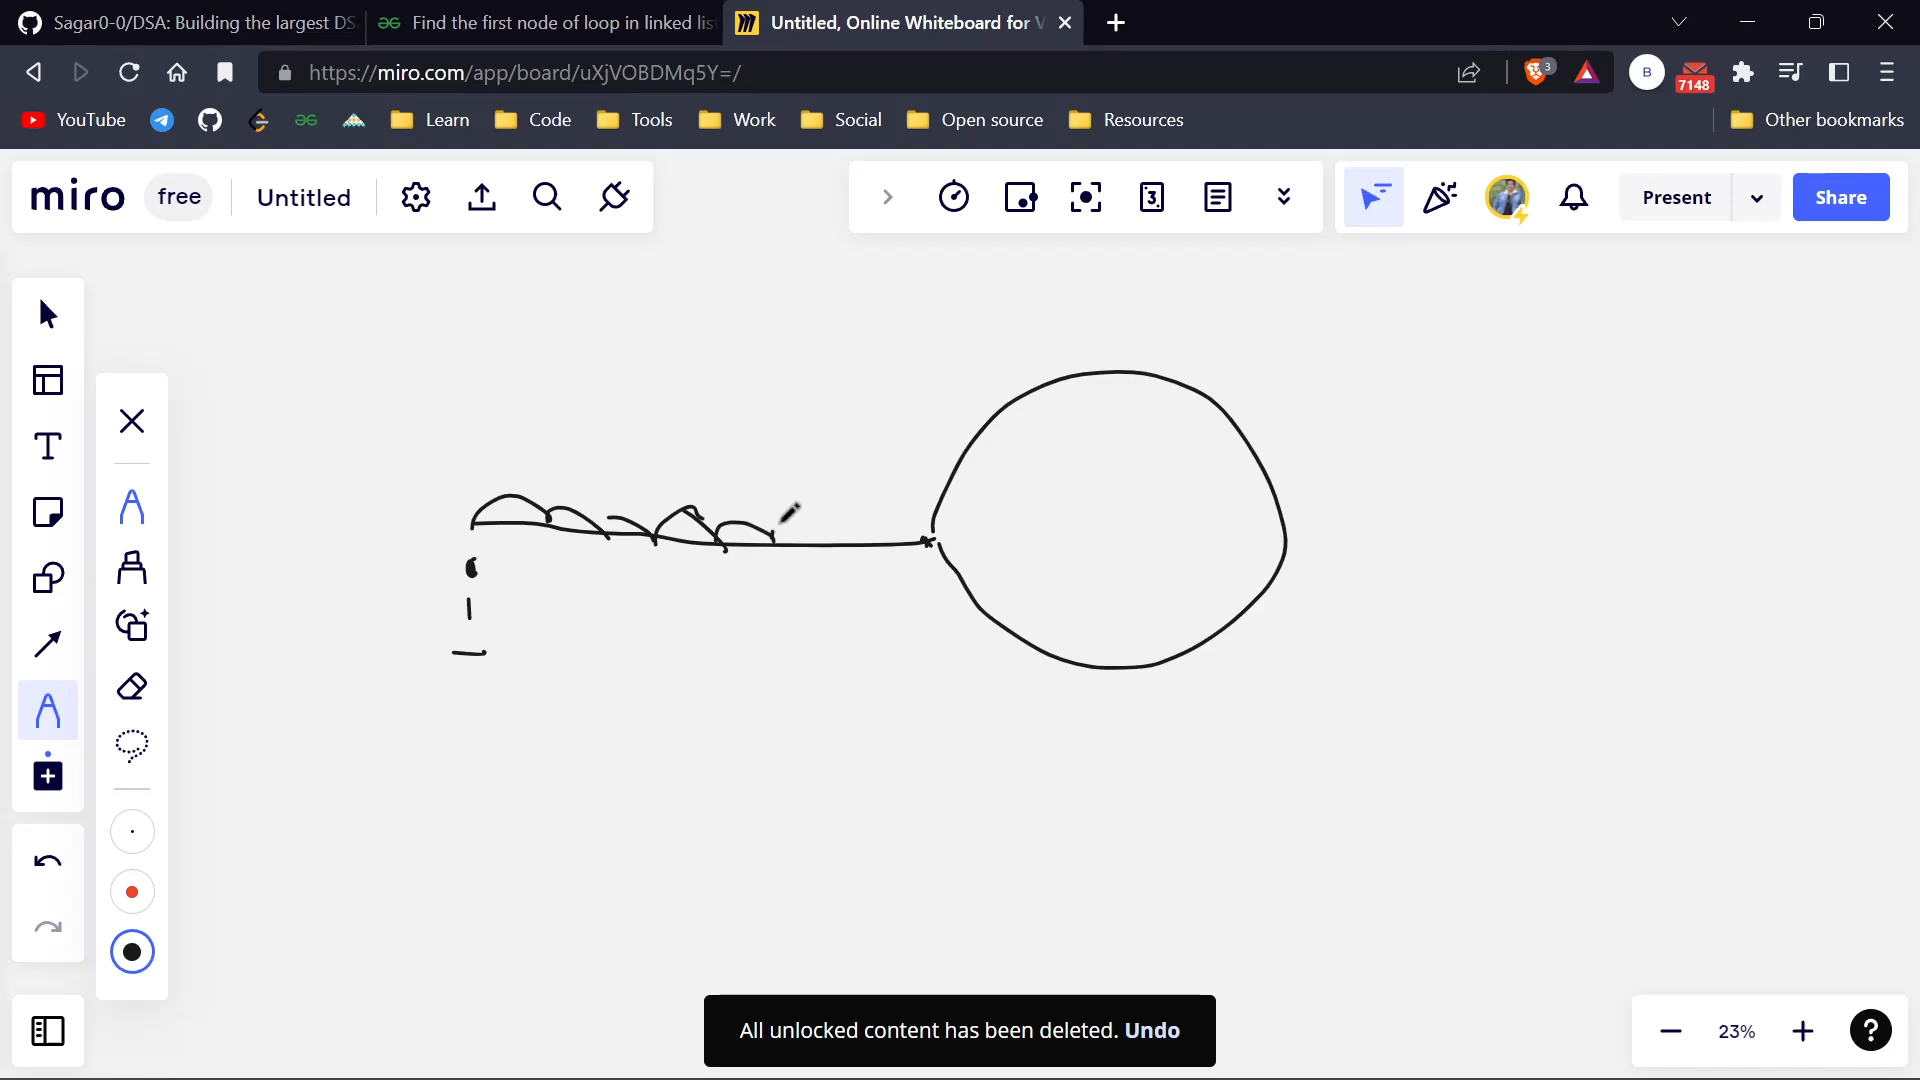 Sagar0-0/DSA: Building the largest DS
Find the first node of loop in linked lis
Untitled, Online Whiteboard for V
https://miro.com/app/board/uXjVOBDMq5Y=/
3
B
7148
YouTube
Learn
Code
Tools
Work
Social
Open source
Resources
Other bookmarks
miro
free
Untitled
3
Present
Share
All unlocked content has been deleted. Undo
23%
?